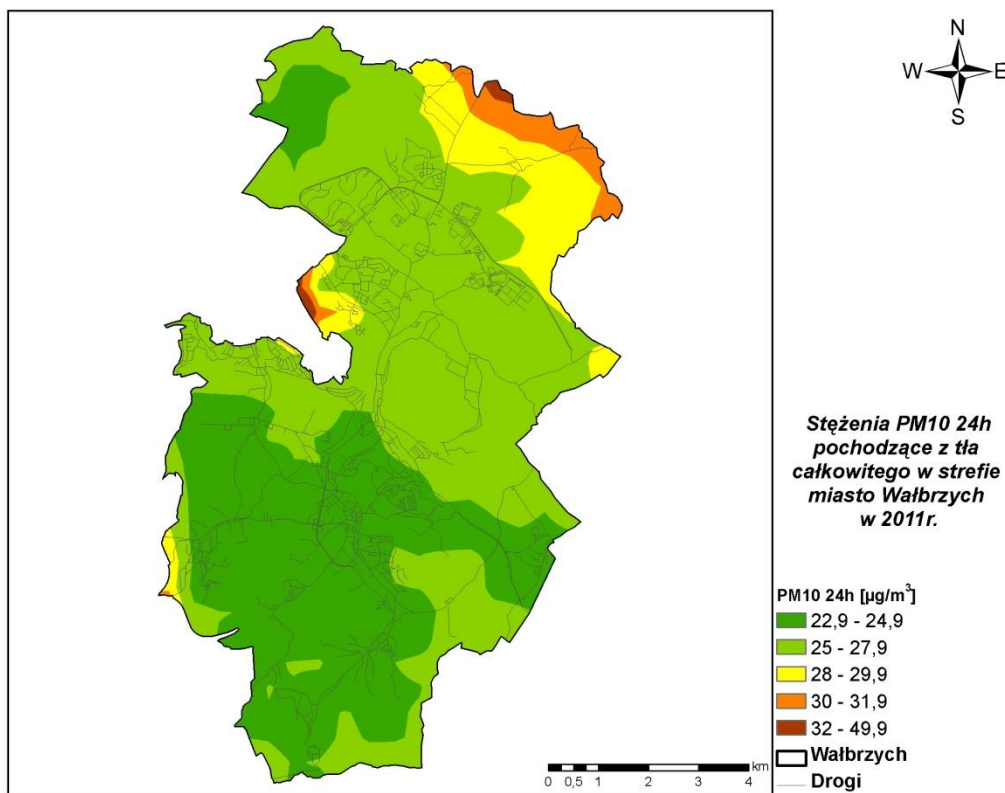 N
W E
S
Stężenia PM10 24h
pochodzące z tła
całkowitego w strefie
miasto Wałbrzych
w 2011r.
PM10 24h [µg/m³]
22,9 - 24,9
25 - 27,9
28 - 29,9
30 - 31,9
32 - 49,9
Wałbrzych
Drogi
km
0 0,5 1 2 3 4